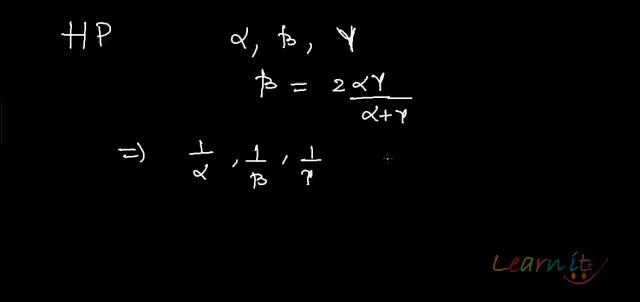 HP α, β, γ
β = 2αγ / α+γ
⇒) 1/α , 1/β , 1/γ
Learnit